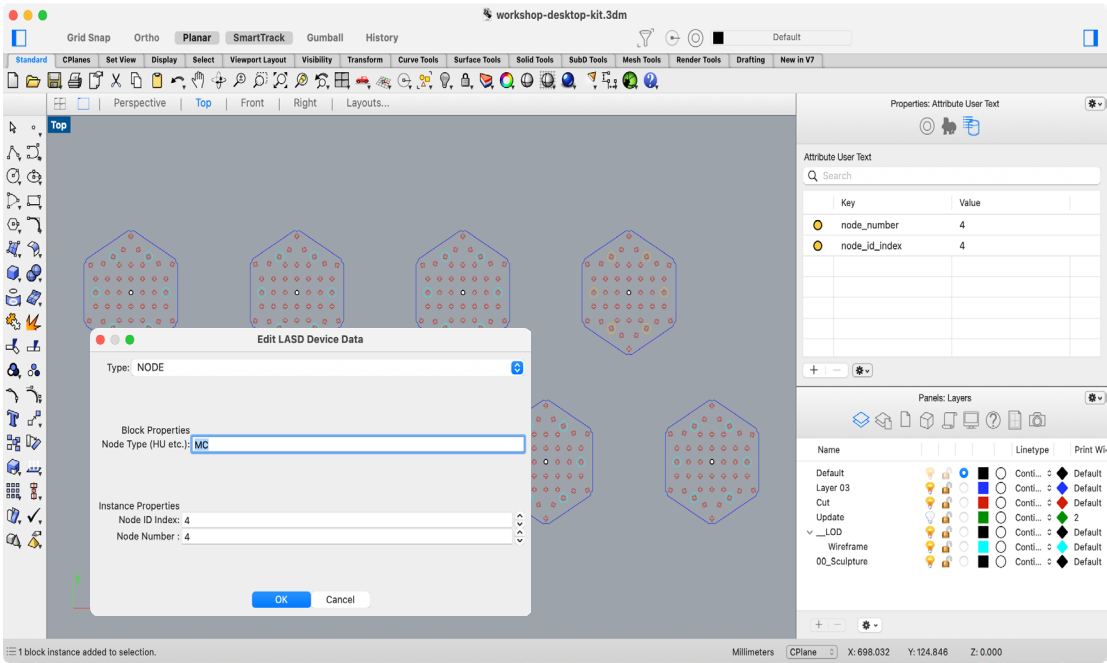 workshop-desktop-kit.3dm
Grid Snap Ortho Planar SmartTrack Gumball History Default
Standard CPlanes Set View Display Select Viewport Layout Visibility Transform Curve Tools Surface Tools Solid Tools SubD Tools Mesh Tools Render Tools Drafting New in V7
Perspective Top Front Right Layouts...
Top
Properties: Attribute User Text
Attribute User Text
Search
Key Value
node_number 4
node_id_index 4
Edit LASD Device Data
Type: NODE
Block Properties
Node Type (HU etc.): MC
Instance Properties
Node ID Index: 4
Node Number : 4
OK Cancel
Panels: Layers
Name Linetype Print Wi
Default Conti... Default
Layer 03 Conti... Default
Cut Conti... Default
Update Conti... 2
__LOD Conti... Default
Wireframe Conti... Default
00_Sculpture Conti... Default
1 block instance added to selection. Millimeters CPlane X: 698.032 Y: 124.846 Z: 0.000